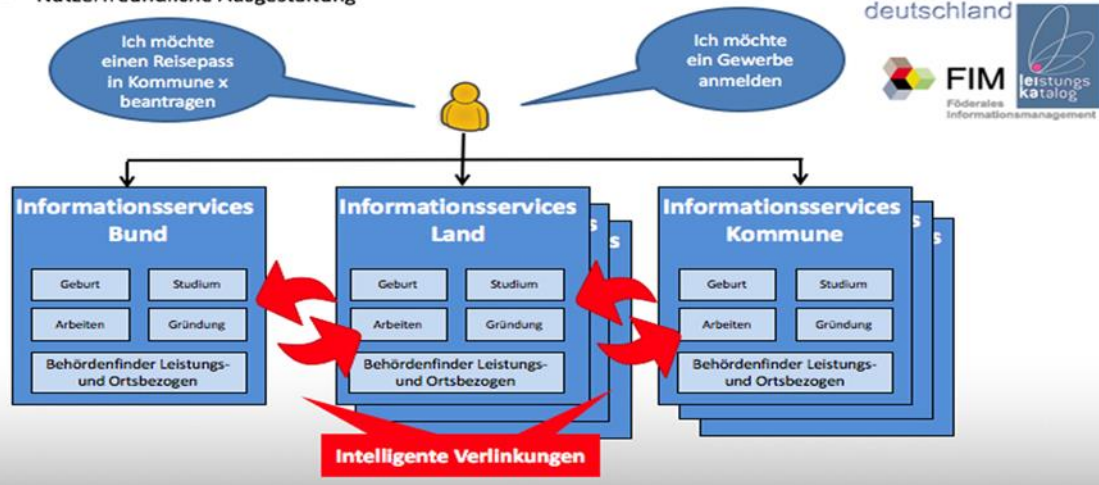 Nutzerfreundliche Ausgestaltung
deutschland
Ich möchte
einen Reisepass
in Kommune x
beantragen
Ich möchte
ein Gewerbe
anmelden
FIM
Föderales
Informationsmanagement
leistungs
katalog
Informationsservices
Bund
Geburt
Studium
Arbeiten
Gründung
Behördenfinder Leistungs-
und Ortsbezogen
Informationsservices
Land
Geburt
Studium
Arbeiten
Gründung
Behördenfinder Leistungs-
und Ortsbezogen
s
s
Informationsservices
Kommune
Geburt
Studium
Arbeiten
Gründung
Behördenfinder Leistungs-
und Ortsbezogen
s
s
Intelligente Verlinkungen